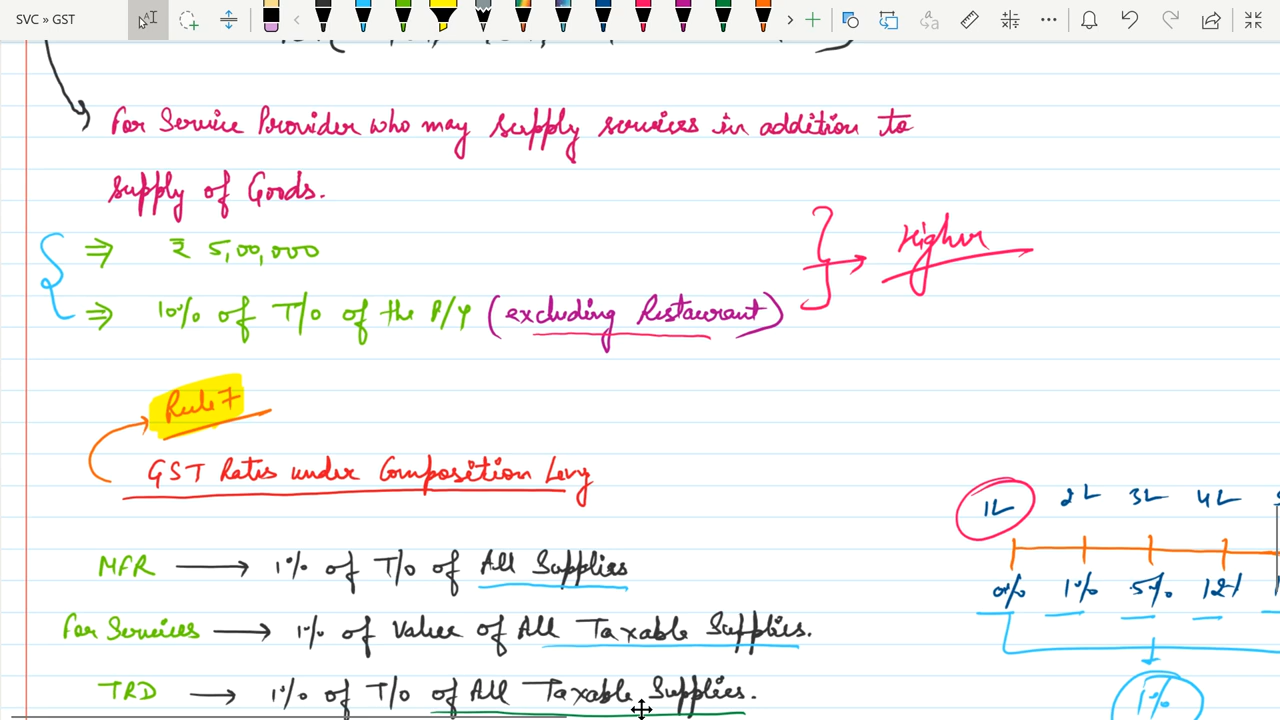 SVC » GST
For Service Provider who may supply services in addition to
supply of Goods.
⇒ ₹ 5,00,000
⇒ 10% of T/O of the P/Y (excluding Restaurant)
Higher
Rule 7
GST Rates under Composition Levy
1L 2L 3L 4L
MFR → 1% of T/O of All Supplies
0% 1% 5% 12%
For Services → 1% of Value of All Taxable Supplies.
TRD → 1% of T/O of All Taxable Supplies.
1%